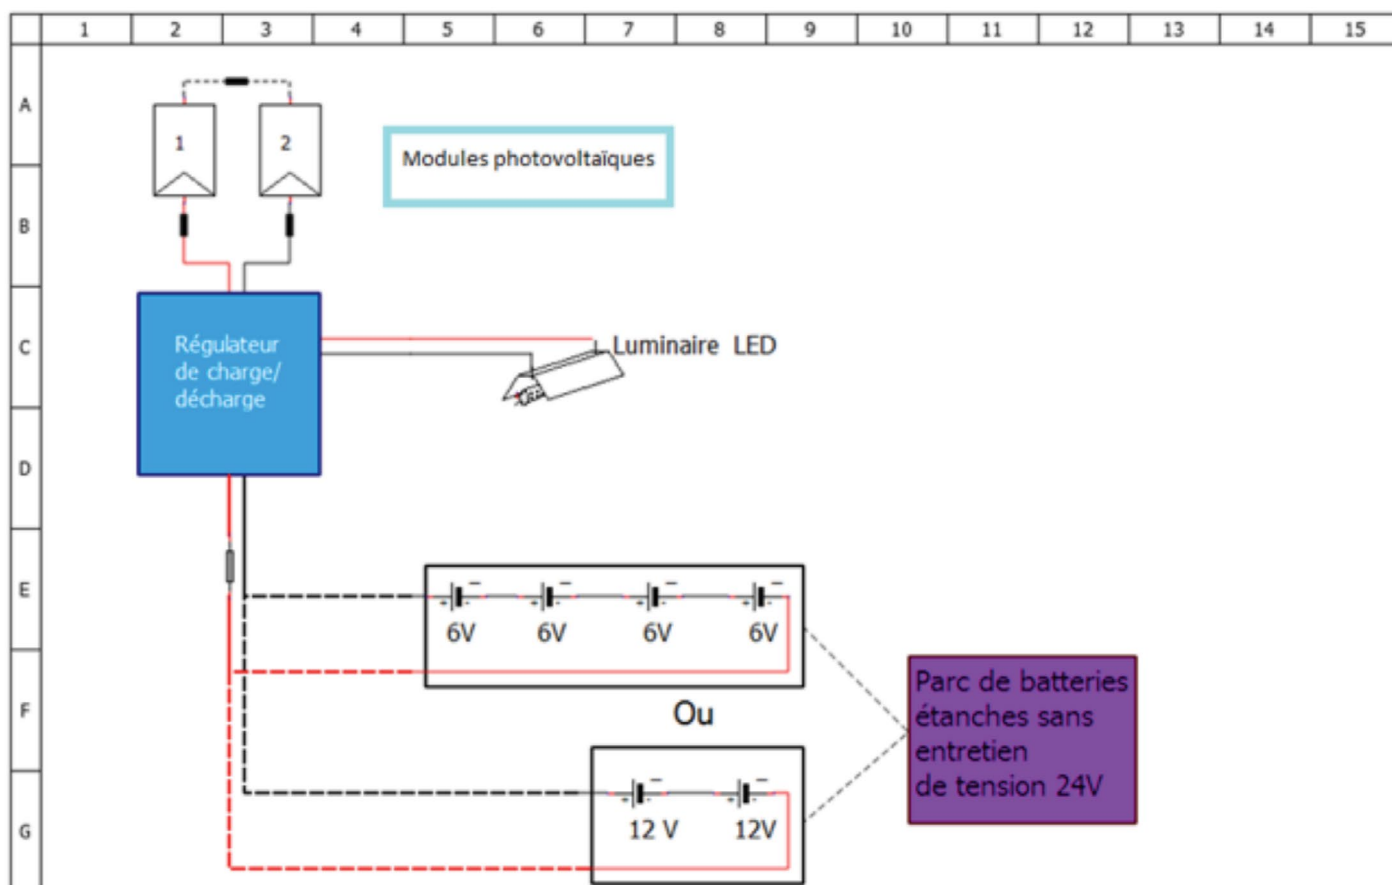 1 2 3 4 5 6 7 8 9 10 11 12 13 14 15
A
1 2
Modules photovoltaïques
B
C
Régulateur
de charge/
décharge
Luminaire LED
D
E
+ - − + - − + - − + - −
6V 6V 6V 6V
F
Ou
Parc de batteries
étanches sans
entretien
de tension 24V
G
+ - − + - −
12 V 12V